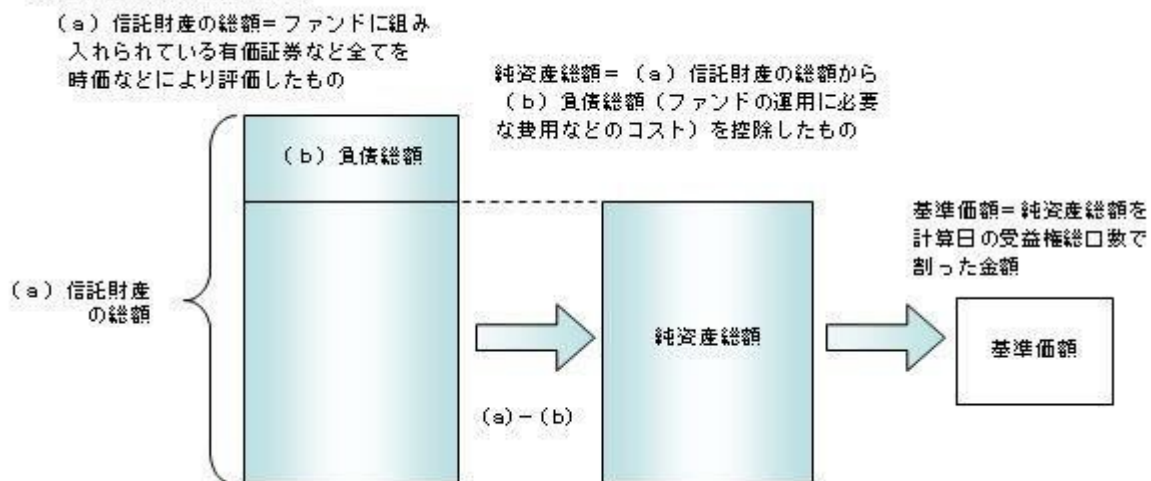 (a)信託財産の総額=ファンドに組み
入れられている有価証券など全てを
時価などにより評価したもの
純資産総額=(a)信託財産の総額から
(b)負債総額(ファンドの運用に必要
な費用などのコスト)を控除したもの
(b)負債総額
基準価額=純資産総額を
計算日の受益権総口数で
割った金額
(a)信託財産
の総額
純資産総額
基準価額
(a)-(b)